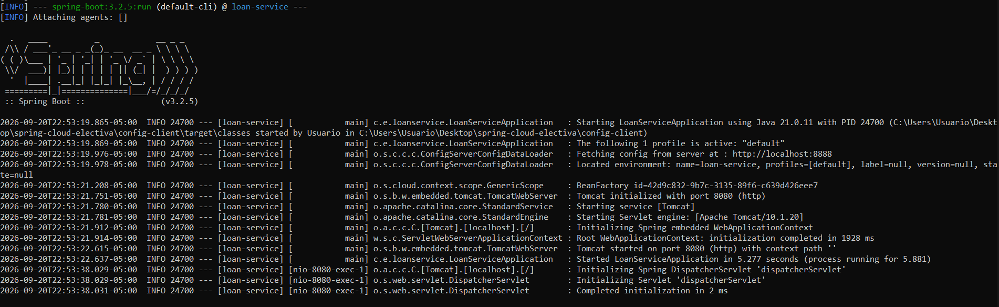 [INFO] --- spring-boot:3.2.5:run (default-cli) @ loan-service ---
[INFO] Attaching agents: []

  .   ____          _            __ _ _
 /\\ / ___'_ __ _ _(_)_ __  __ _ \ \ \ \
( ( )\___ | '_ | '_| | '_ \/ _` | \ \ \ \
 \\/  ___)| |_)| | | | | || (_| |  ) ) ) )
  '  |____| .__|_| |_|_| |_\__, | / / / /
 =========|_|==============|___/=/_/_/_/
 :: Spring Boot ::                (v3.2.5)

2026-09-20T22:53:19.865-05:00  INFO 24700 --- [loan-service] [           main] c.e.loanservice.LoanServiceApplication   : Starting LoanServiceApplication using Java 21.0.11 with PID 24700 (C:\Users\Usuario\Deskt
op\spring-cloud-electiva\config-client\target\classes started by Usuario in C:\Users\Usuario\Desktop\spring-cloud-electiva\config-client)
2026-09-20T22:53:19.869-05:00  INFO 24700 --- [loan-service] [           main] c.e.loanservice.LoanServiceApplication   : The following 1 profile is active: "default"
2026-09-20T22:53:19.976-05:00  INFO 24700 --- [loan-service] [           main] o.s.c.c.c.ConfigServerConfigDataLoader   : Fetching config from server at : http://localhost:8888
2026-09-20T22:53:19.978-05:00  INFO 24700 --- [loan-service] [           main] o.s.c.c.c.ConfigServerConfigDataLoader   : Located environment: name=loan-service, profiles=[default], label=null, version=null, sta
te=null
2026-09-20T22:53:21.208-05:00  INFO 24700 --- [loan-service] [           main] o.s.cloud.context.scope.GenericScope     : BeanFactory id=42d9c832-9b7c-3135-89f6-c639d426eee7
2026-09-20T22:53:21.751-05:00  INFO 24700 --- [loan-service] [           main] o.s.b.w.embedded.tomcat.TomcatWebServer  : Tomcat initialized with port 8080 (http)
2026-09-20T22:53:21.780-05:00  INFO 24700 --- [loan-service] [           main] o.apache.catalina.core.StandardService   : Starting service [Tomcat]
2026-09-20T22:53:21.781-05:00  INFO 24700 --- [loan-service] [           main] o.apache.catalina.core.StandardEngine    : Starting Servlet engine: [Apache Tomcat/10.1.20]
2026-09-20T22:53:21.912-05:00  INFO 24700 --- [loan-service] [           main] o.a.c.c.C.[Tomcat].[localhost].[/]       : Initializing Spring embedded WebApplicationContext
2026-09-20T22:53:21.914-05:00  INFO 24700 --- [loan-service] [           main] w.s.c.ServletWebServerApplicationContext : Root WebApplicationContext: initialization completed in 1928 ms
2026-09-20T22:53:22.615-05:00  INFO 24700 --- [loan-service] [           main] o.s.b.w.embedded.tomcat.TomcatWebServer  : Tomcat started on port 8080 (http) with context path ''
2026-09-20T22:53:22.637-05:00  INFO 24700 --- [loan-service] [           main] c.e.loanservice.LoanServiceApplication   : Started LoanServiceApplication in 5.277 seconds (process running for 5.881)
2026-09-20T22:53:38.029-05:00  INFO 24700 --- [loan-service] [nio-8080-exec-1] o.a.c.c.C.[Tomcat].[localhost].[/]       : Initializing Spring DispatcherServlet 'dispatcherServlet'
2026-09-20T22:53:38.029-05:00  INFO 24700 --- [loan-service] [nio-8080-exec-1] o.s.web.servlet.DispatcherServlet        : Initializing Servlet 'dispatcherServlet'
2026-09-20T22:53:38.031-05:00  INFO 24700 --- [loan-service] [nio-8080-exec-1] o.s.web.servlet.DispatcherServlet        : Completed initialization in 2 ms